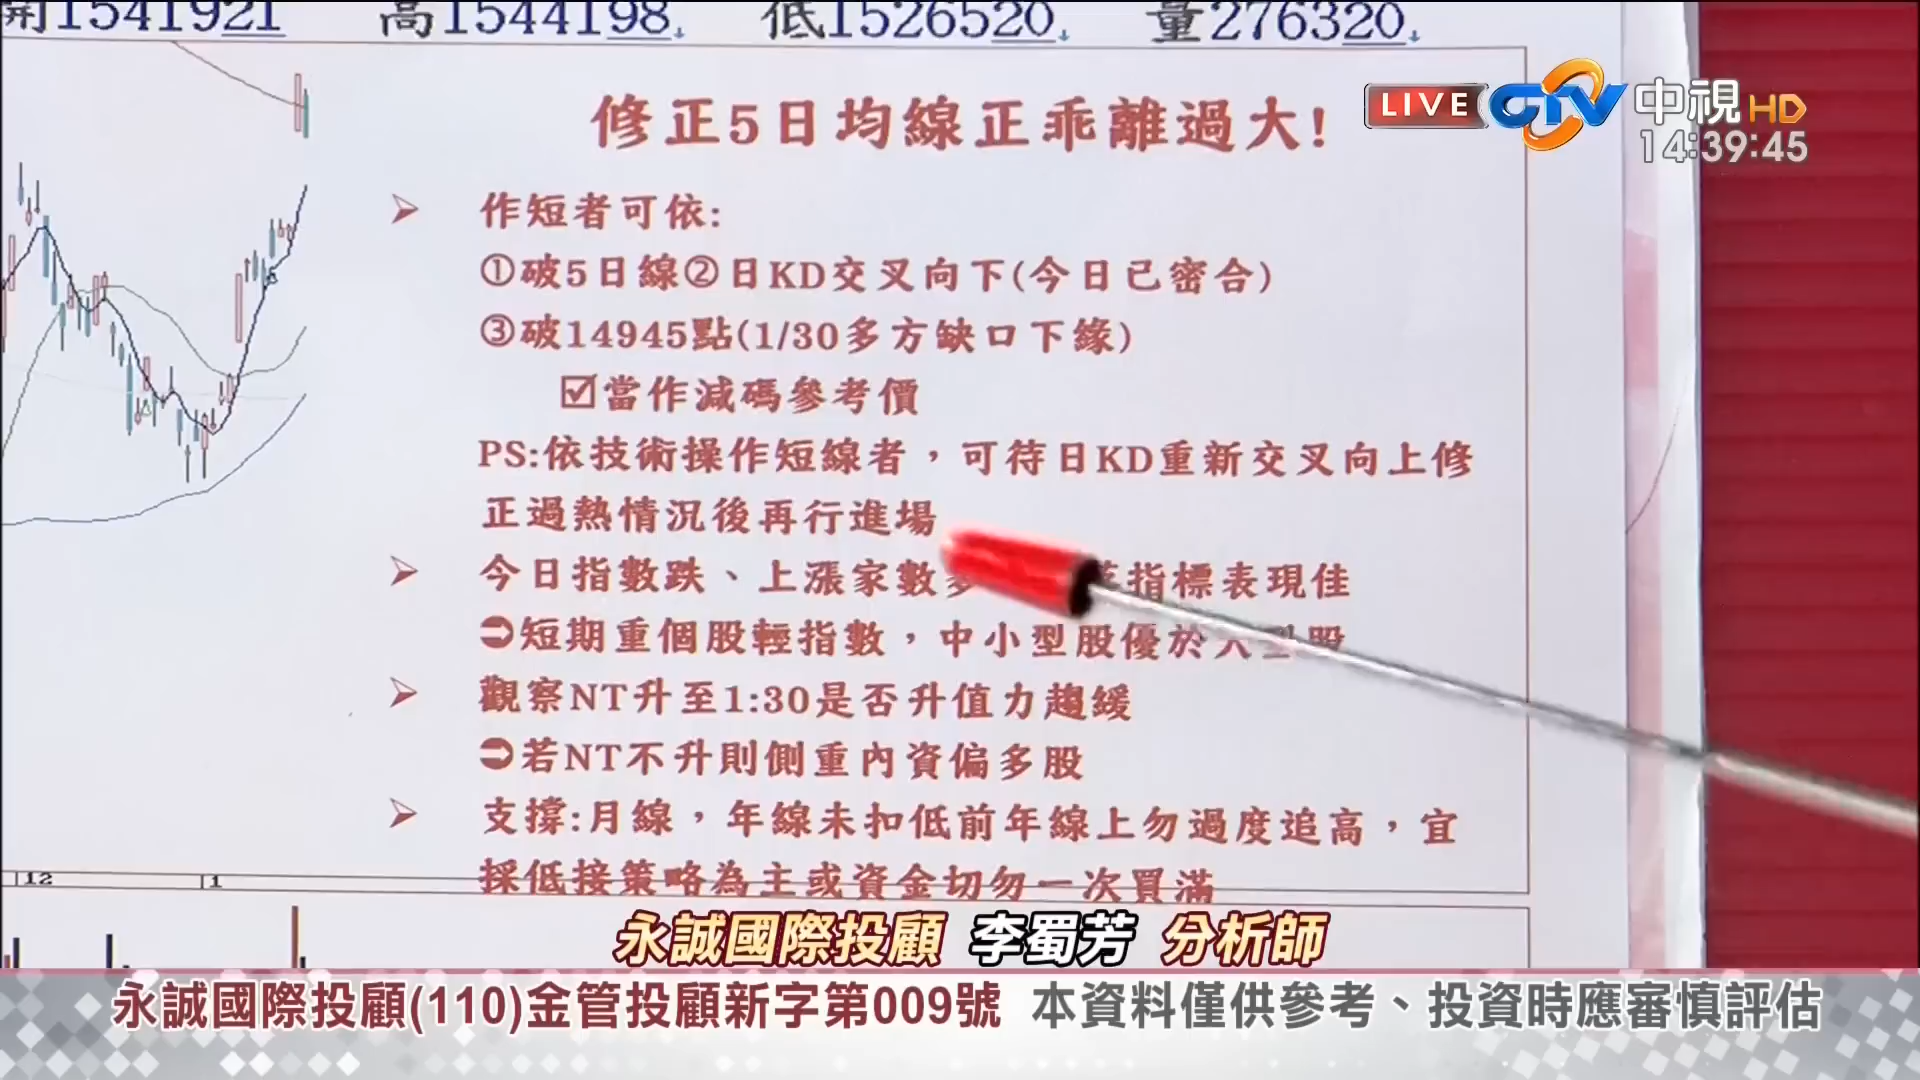 開1541921 高1544198 低1526520 量276320
LIVE CTV 中視HD
14:39:45
修正5日均線正乖離過大!
作短者可依:
①破5日線②日KD交叉向下(今日已密合)
③破14945點(1/30多方缺口下緣)
☑當作減碼參考價
PS:依技術操作短線者，可待日KD重新交叉向上修
正過熱情況後再行進場
今日指數跌、上漲家數 指標表現佳
➲短期重個股輕指數，中小型股優於
觀察NT升至1:30是否升值力趨緩
➲若NT不升則側重內資偏多股
支撐:月線，年線未扣低前年線上勿過度追高，宜
採低接策略為主或資金切勿一次買滿
12 1
永誠國際投顧 李蜀芳 分析師
永誠國際投顧(110)金管投顧新字第009號 本資料僅供參考、投資時應審慎評估